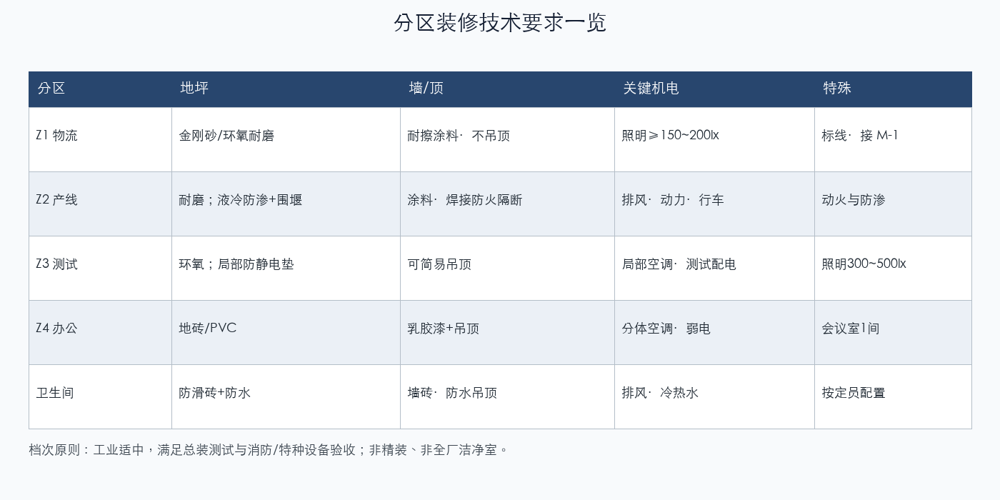 分区装修技术要求一览
分区 地坪 墙/顶 关键机电 特殊
Z1 物流 金刚砂/环氧耐磨 耐擦涂料· 不吊顶 照明≥150~200lx 标线· 接 M-1
Z2 产线 耐磨；液冷防渗+围堰 涂料· 焊接防火隔断 排风· 动力· 行车 动火与防渗
Z3 测试 环氧；局部防静电垫 可简易吊顶 局部空调· 测试配电 照明300~500lx
Z4 办公 地砖/PVC 乳胶漆+吊顶 分体空调· 弱电 会议室1间
卫生间 防滑砖+防水 墙砖· 防水吊顶 排风· 冷热水 按定员配置
档次原则：工业适中，满足总装测试与消防/特种设备验收；非精装、非全厂洁净室。